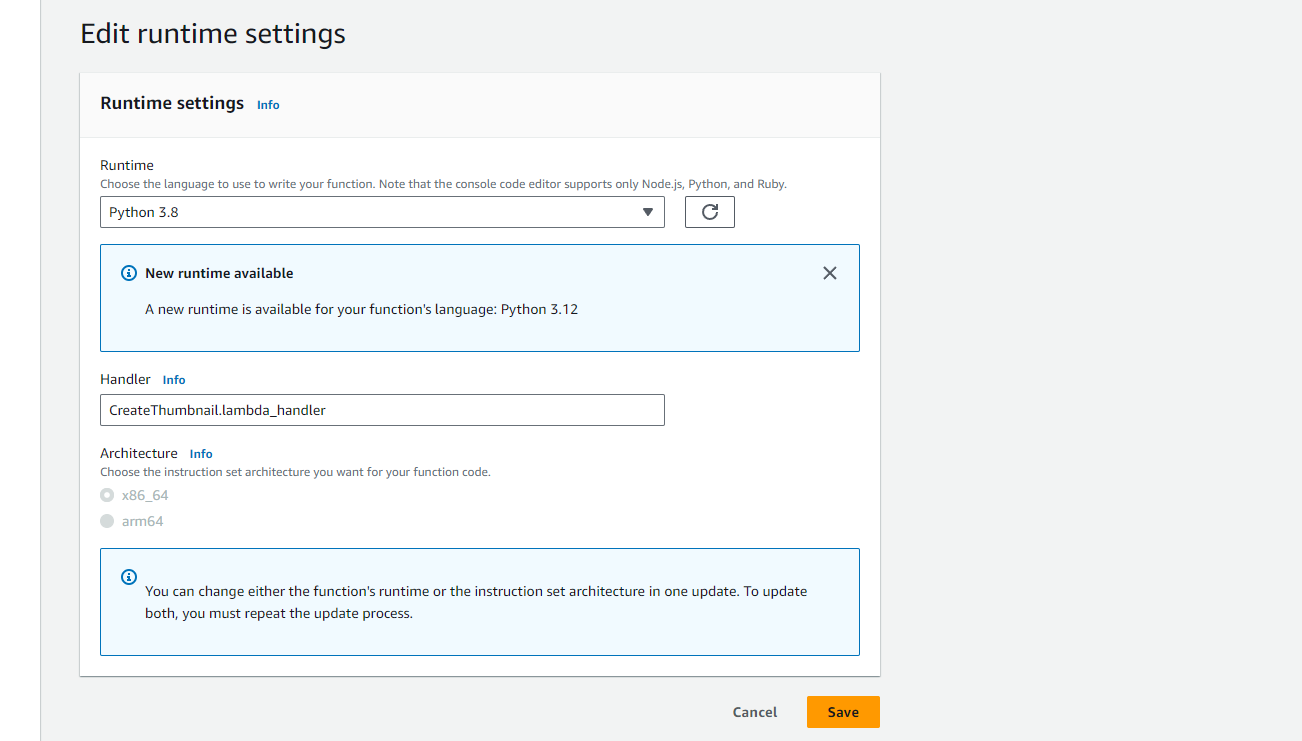 Edit runtime settings
Runtime settings Info
Runtime
Choose the language to use to write your function. Note that the console code editor supports only Node.js, Python, and Ruby.
Python 3.8
New runtime available
A new runtime is available for your function's language: Python 3.12
Handler Info
CreateThumbnail.lambda_handler
Architecture Info
Choose the instruction set architecture you want for your function code.
x86_64
arm64
You can change either the function's runtime or the instruction set architecture in one update. To update
both, you must repeat the update process.
Cancel Save